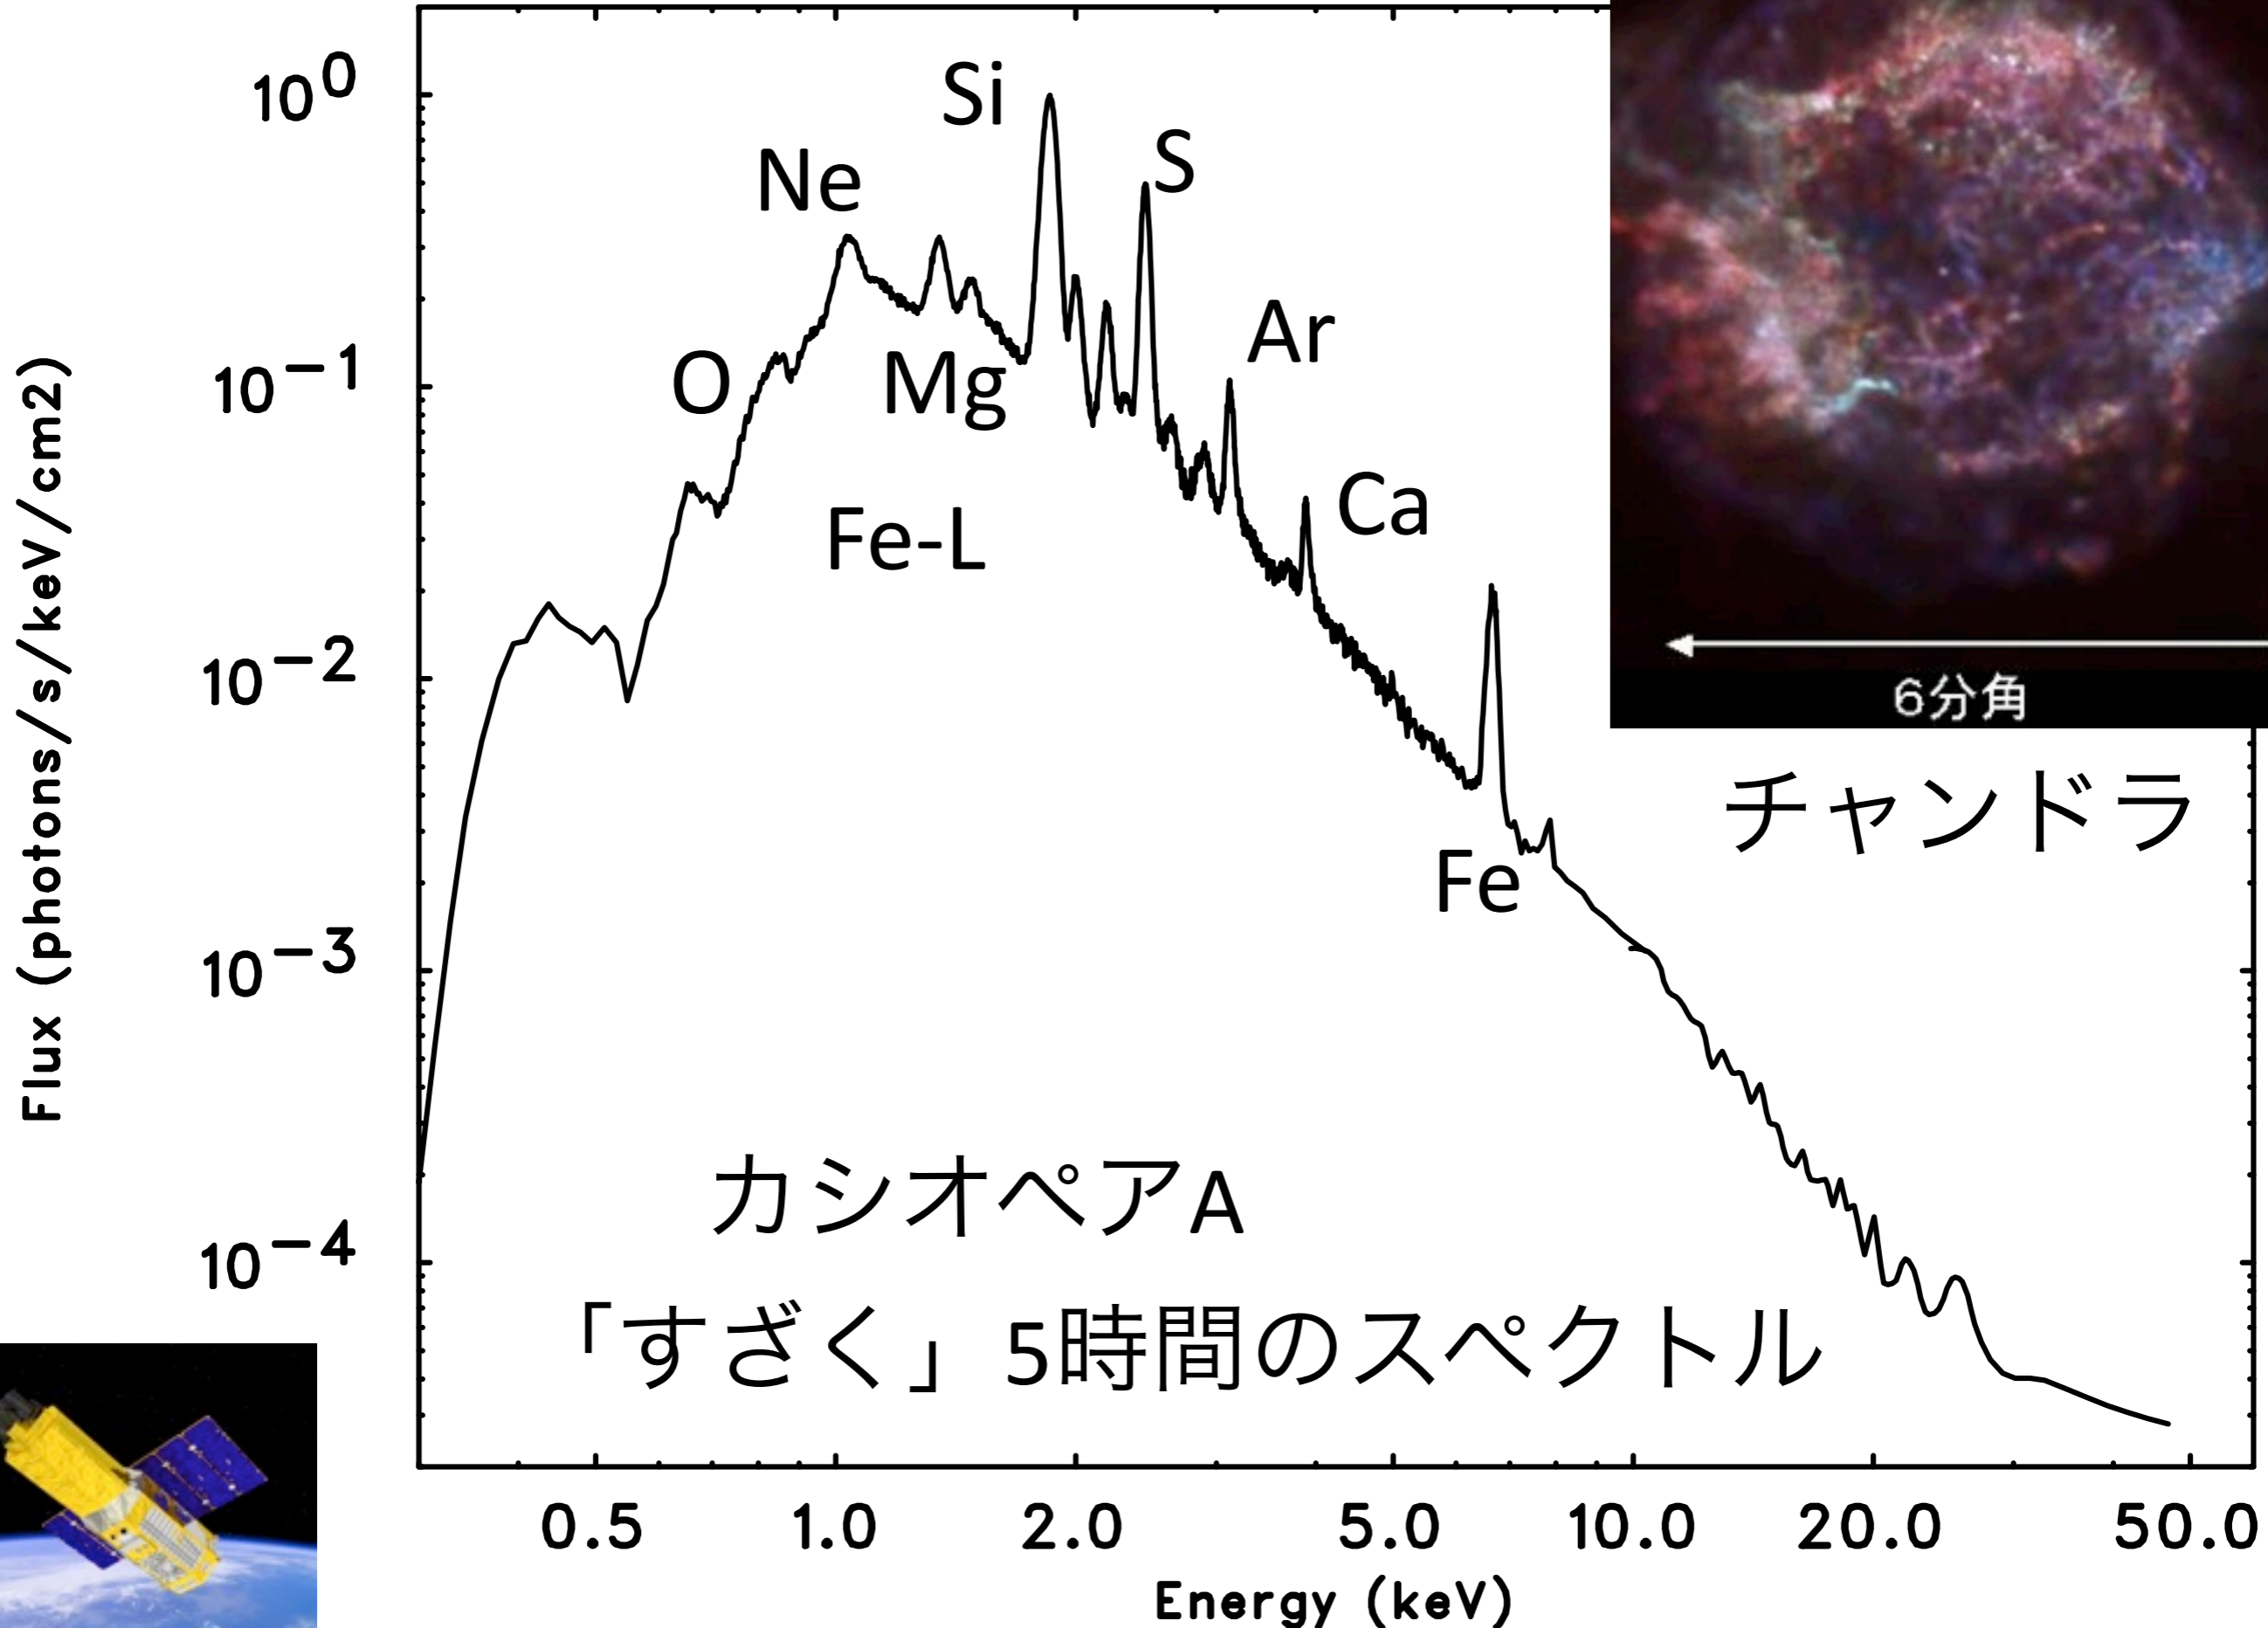 10^0
10^-1
10^-2
10^-3
10^-4
Flux (photons/s/keV/cm2)
Si
S
Ne
Ar
O
Mg
Ca
Fe-L
6分角
チャンドラ
Fe
カシオペアA
「すざく」5時間のスペクトル
0.5 1.0 2.0 5.0 10.0 20.0 50.0
Energy (keV)